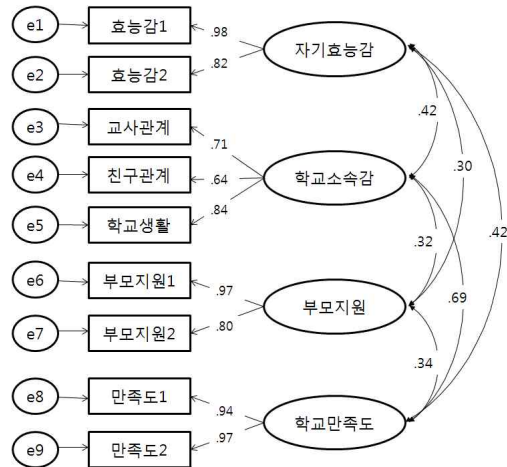 e1 효능감1 .98 자기효능감
e2 효능감2 .82
.42
e3 교사관계 .71
.30
e4 친구관계 .64 학교소속감
e5 학교생활 .84
.42
.32
e6 부모지원1 .97
.69
부모지원
e7 부모지원2 .80
.34
e8 만족도1 .94
학교만족도
e9 만족도2 .97